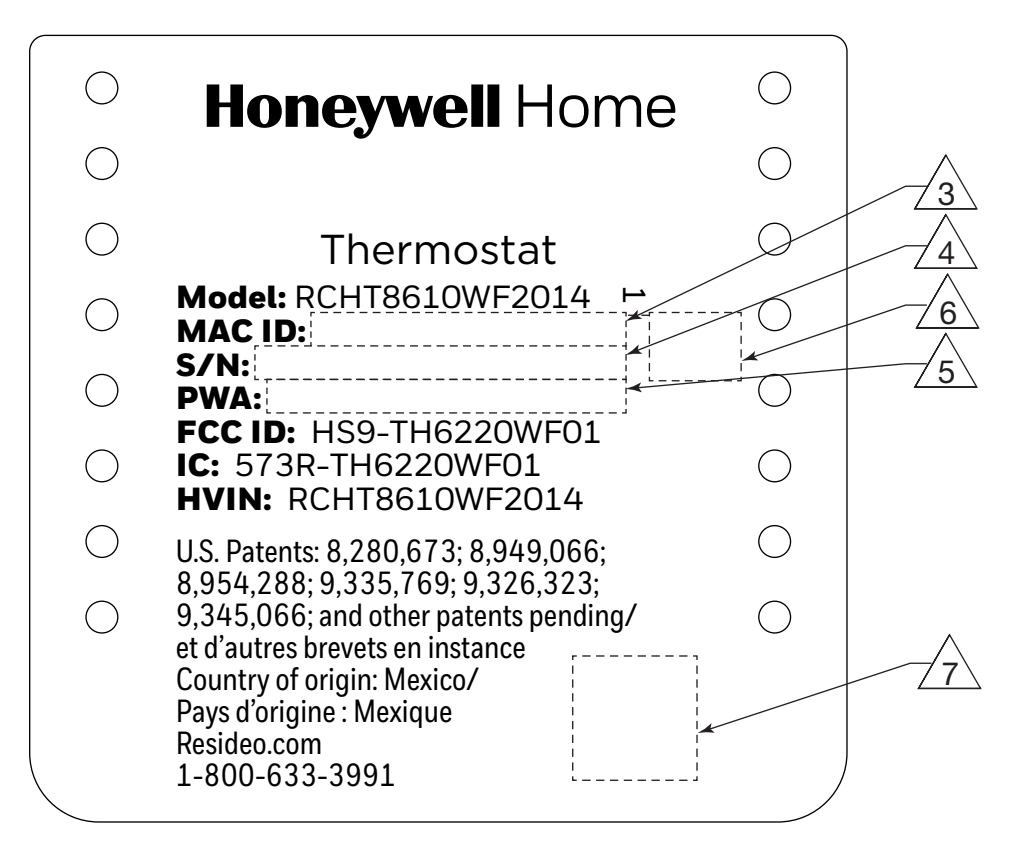 Honeywell Home
Thermostat
Model: RCHT8610WF2014
1
MAC ID:
S/N:
PWA:
FCC ID: HS9-TH6220WF01
IC: 573R-TH6220WF01
HVIN: RCHT8610WF2014
U.S. Patents: 8,280,673; 8,949,066;
8,954,288; 9,335,769; 9,326,323;
9,345,066; and other patents pending/
et d'autres brevets en instance
Country of origin: Mexico/
Pays d'origine : Mexique
Resideo.com
1-800-633-3991
3
4
6
5
7